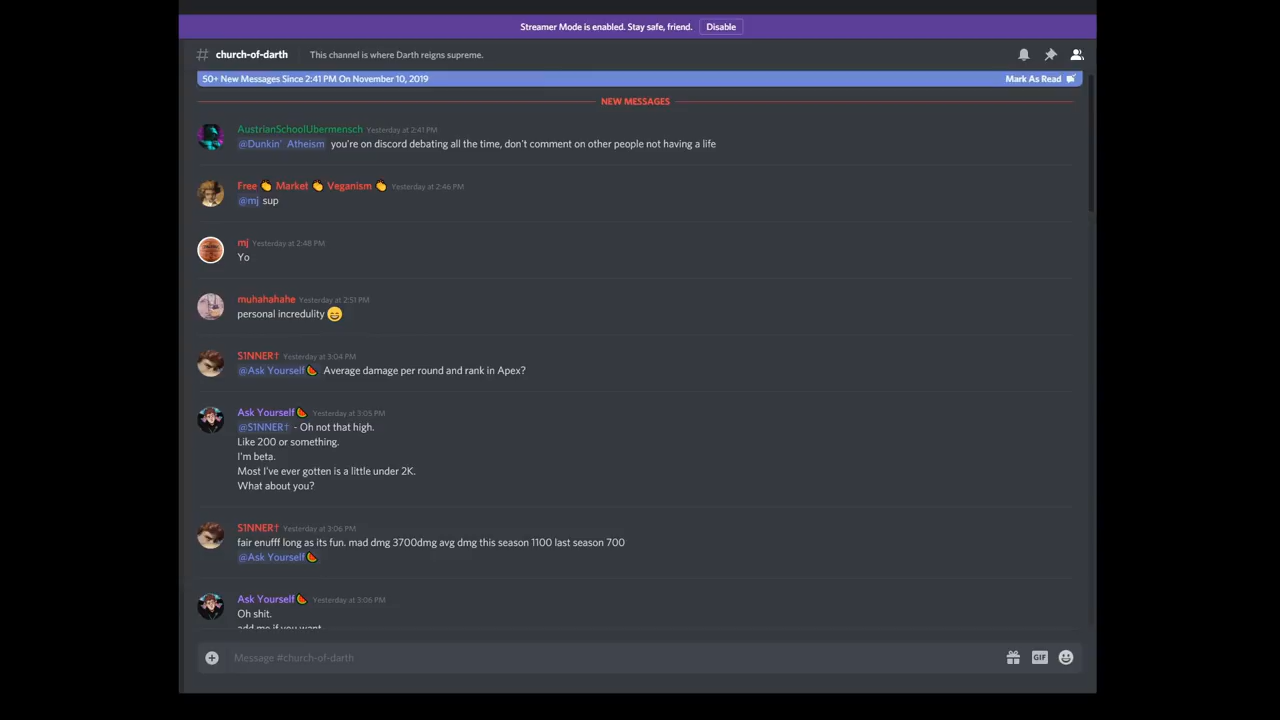 Streamer Mode is enabled. Stay safe, friend. Disable
# church-of-darth This channel is where Darth reigns supreme.
50+ New Messages Since 2:41 PM On November 10, 2019 Mark As Read
NEW MESSAGES
AustrianSchoolUbermensch Yesterday at 2:41 PM
@Dunkin' Atheism you're on discord debating all the time, don't comment on other people not having a life
Free 👏 Market 👏 Veganism 👏 Yesterday at 2:46 PM
@mj sup
mj Yesterday at 2:48 PM
Yo
muhahahahe Yesterday at 2:51 PM
personal incredulity 😄
S1NNER† Yesterday at 3:04 PM
@Ask Yourself🍉 Average damage per round and rank in Apex?
Ask Yourself🍉 Yesterday at 3:05 PM
@S1NNER† - Oh not that high.
Like 200 or something.
I'm beta.
Most I've ever gotten is a little under 2K.
What about you?
S1NNER† Yesterday at 3:06 PM
fair enufff long as its fun. mad dmg 3700dmg avg dmg this season 1100 last season 700
@Ask Yourself🍉
Ask Yourself🍉 Yesterday at 3:06 PM
Oh shit.
add me if you want
Message #church-of-darth GIF